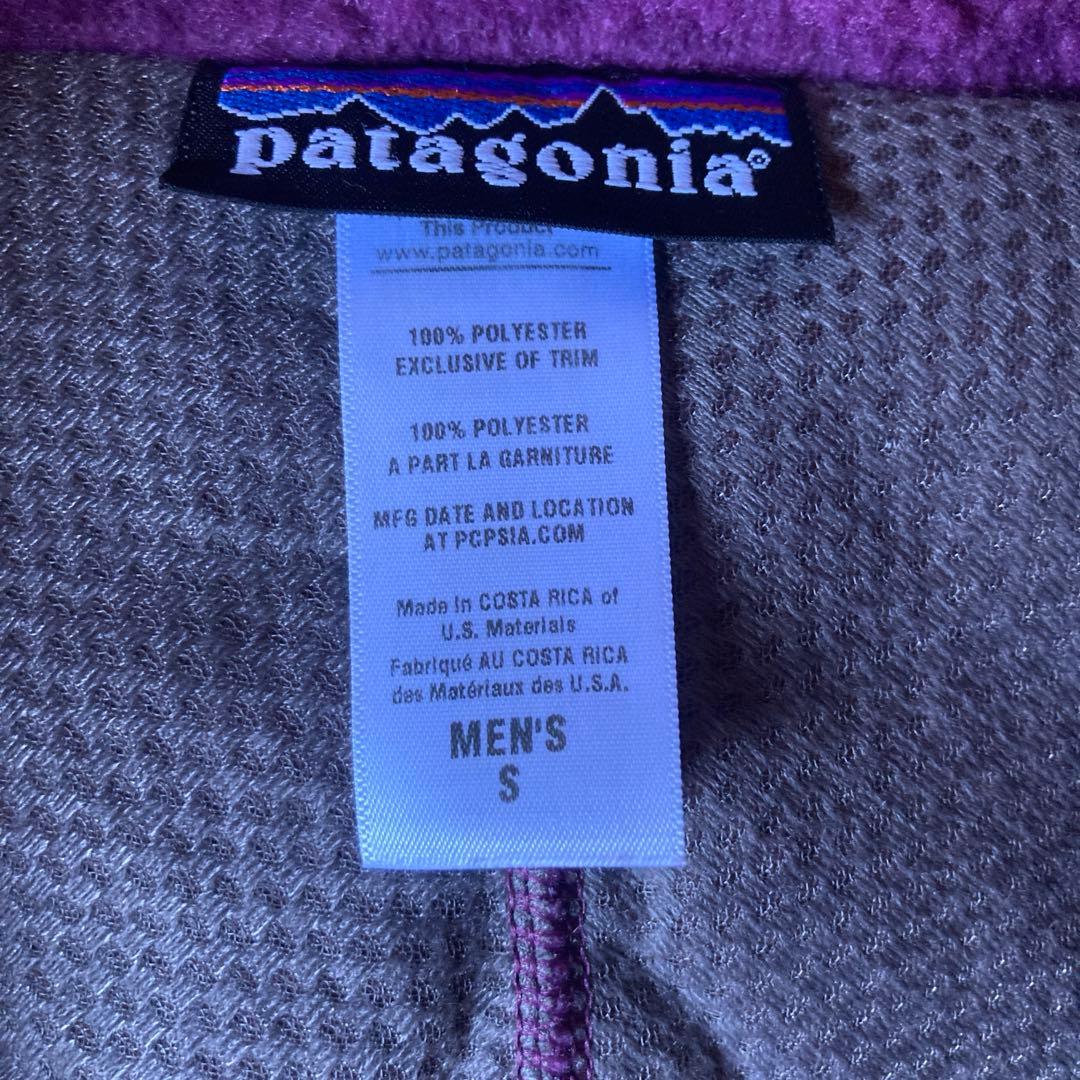 patagonia®
This Product
www.patagonia.com
100% POLYESTER
EXCLUSIVE OF TRIM
100% POLYESTER
A PART LA GARNITURE
MFG DATE AND LOCATION
AT PCPSIA.COM
Made in COSTA RICA of
U.S. Materials
Fabriqué AU COSTA RICA
des Matériaux des U.S.A.
MEN'S
S